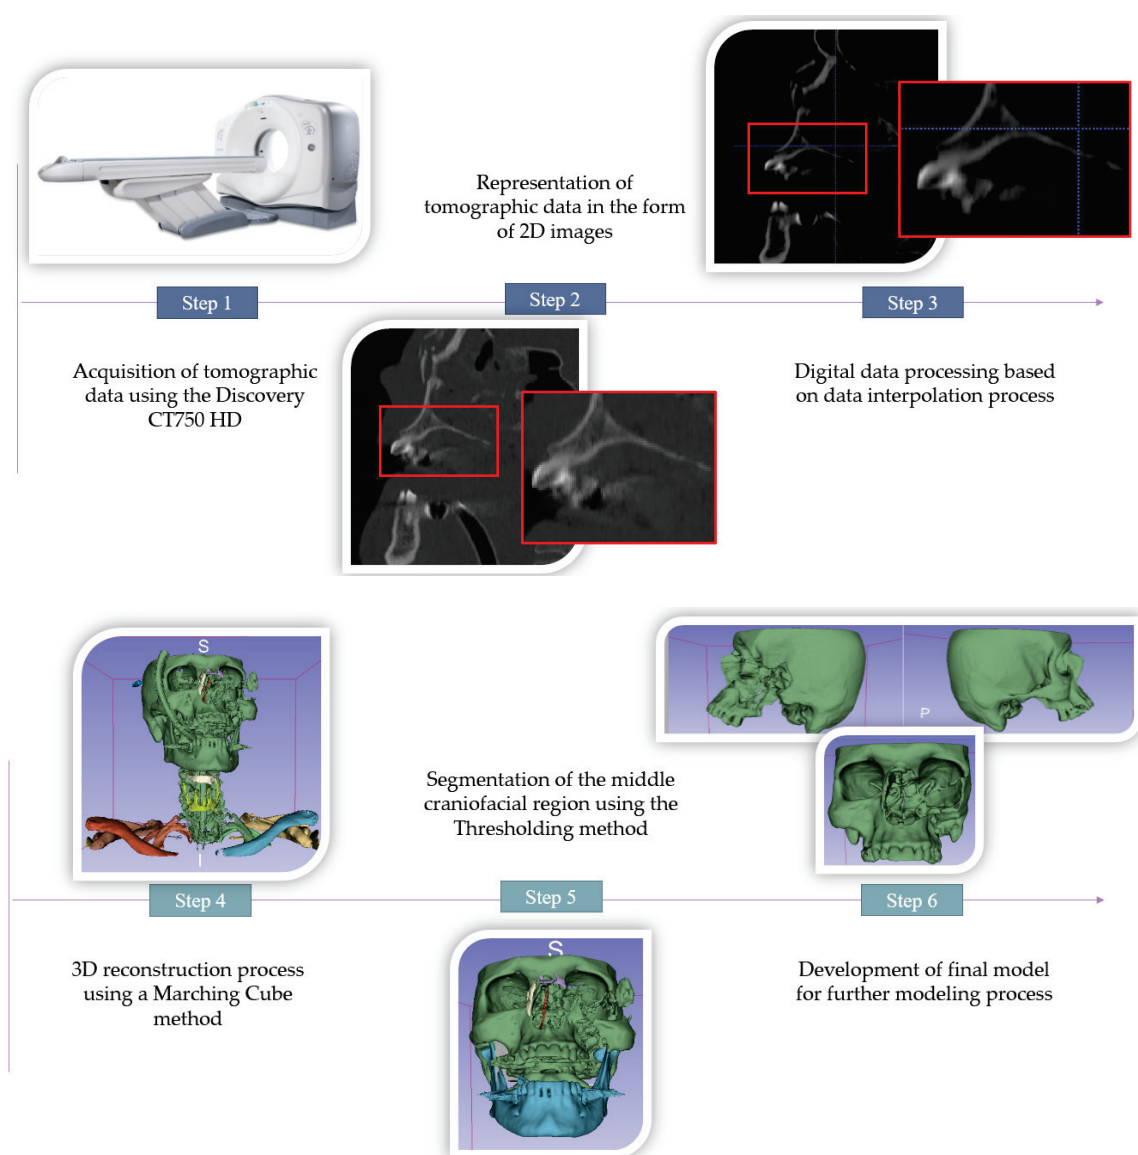 Representation of
tomographic data in the form
of 2D images
Step 1
Step 2
Step 3
Acquisition of tomographic
data using the Discovery
CT750 HD
Digital data processing based
on data interpolation process
S
I
P
Segmentation of the middle
craniofacial region using the
Thresholding method
Step 4
Step 5
Step 6
3D reconstruction process
using a Marching Cube
method
S
Development of final model
for further modeling process